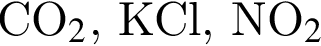 CO₂, KCl, NO₂